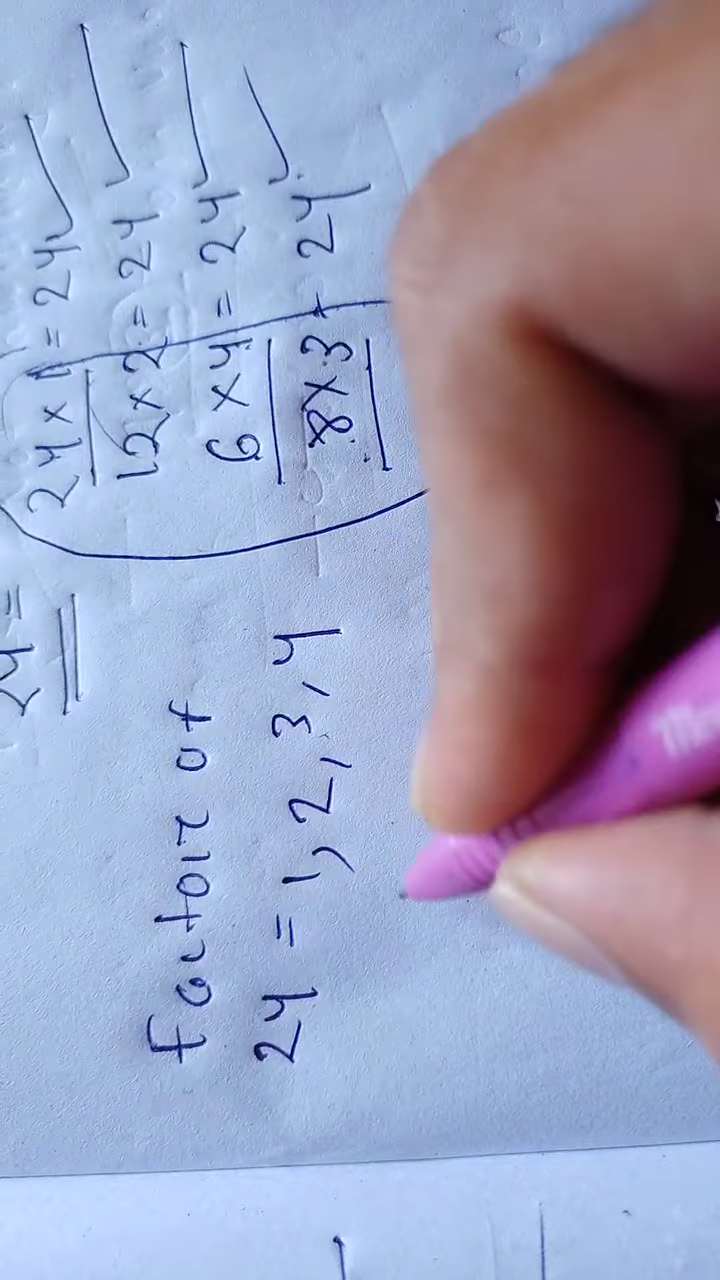 24 =
24 x 1 = 24
12 x 2 = 24
6 x 4 = 24
8 x 3 = 24
Factor of
24 = 1, 2, 3, 4